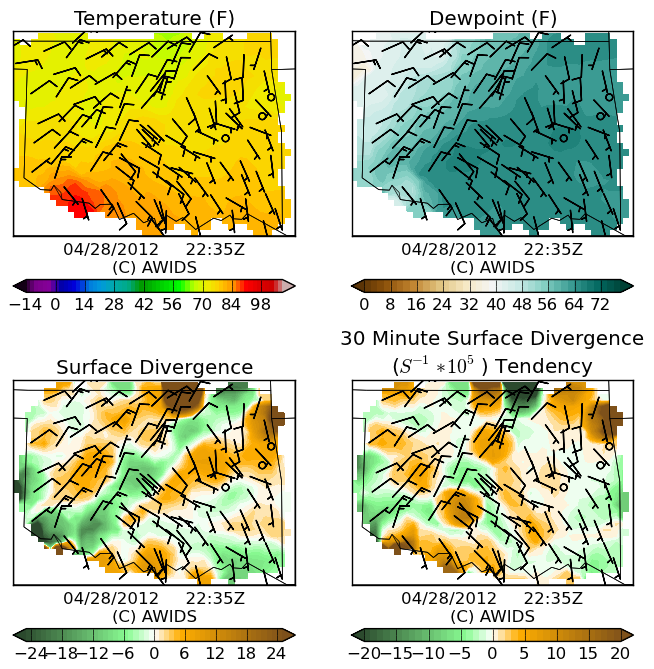 Temperature (F)
Dewpoint (F)
04/28/2012 22:35Z
(C) AWIDS
04/28/2012 22:35Z
(C) AWIDS
−14 0 14 28 42 56 70 84 98
0 8 16 24 32 40 48 56 64 72
Surface Divergence
30 Minute Surface Divergence
(S⁻¹ ∗10⁵ ) Tendency
04/28/2012 22:35Z
(C) AWIDS
04/28/2012 22:35Z
(C) AWIDS
−24−18−12 −6 0 6 12 18 24
−20−15−10 −5 0 5 10 15 20